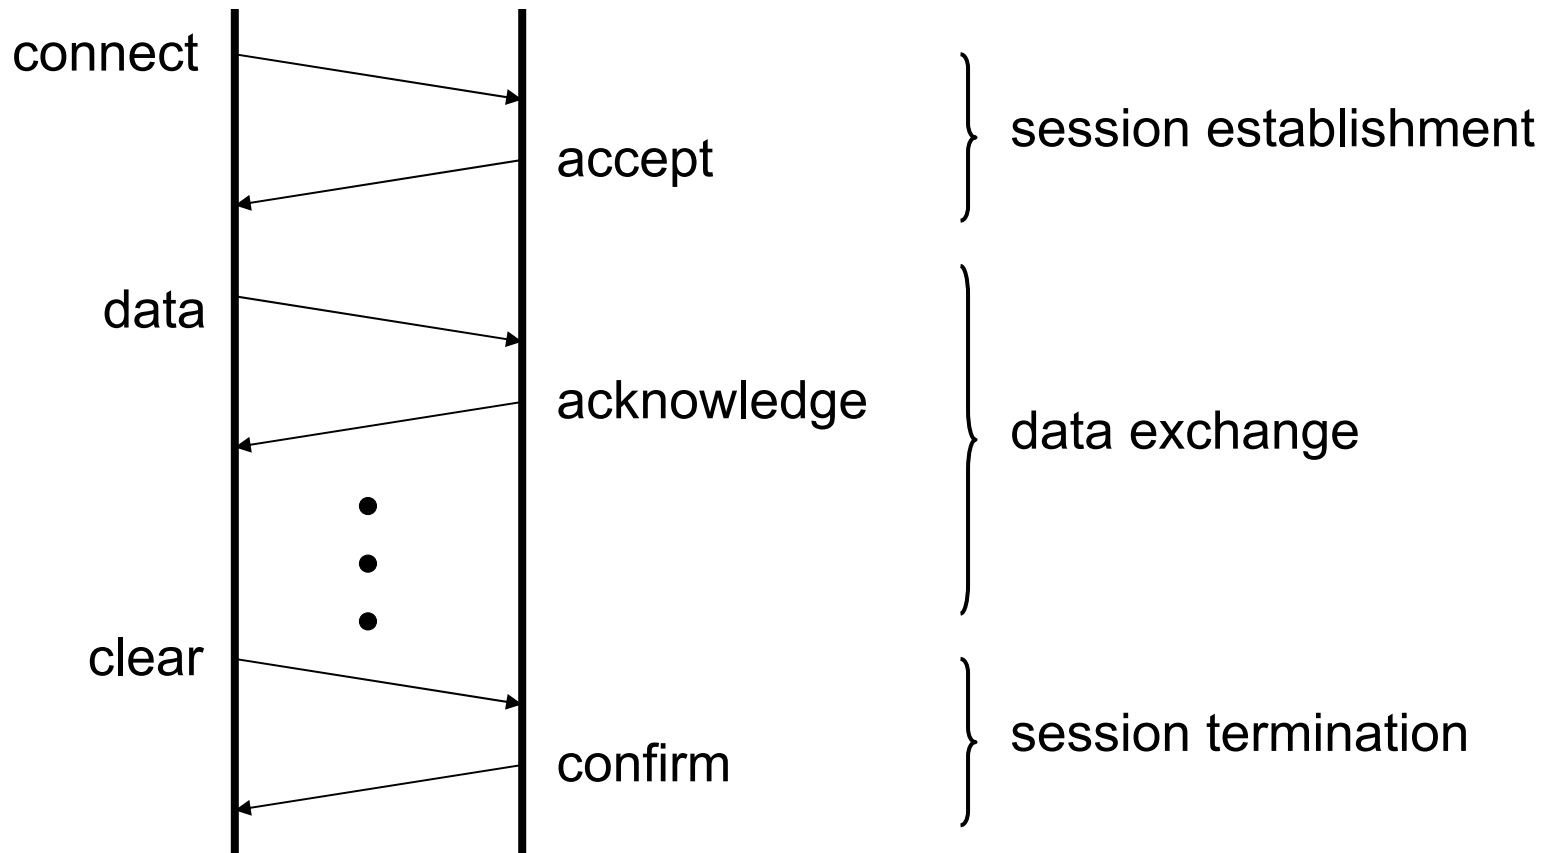 connect
accept
session establishment
data
acknowledge
data exchange
clear
confirm
session termination